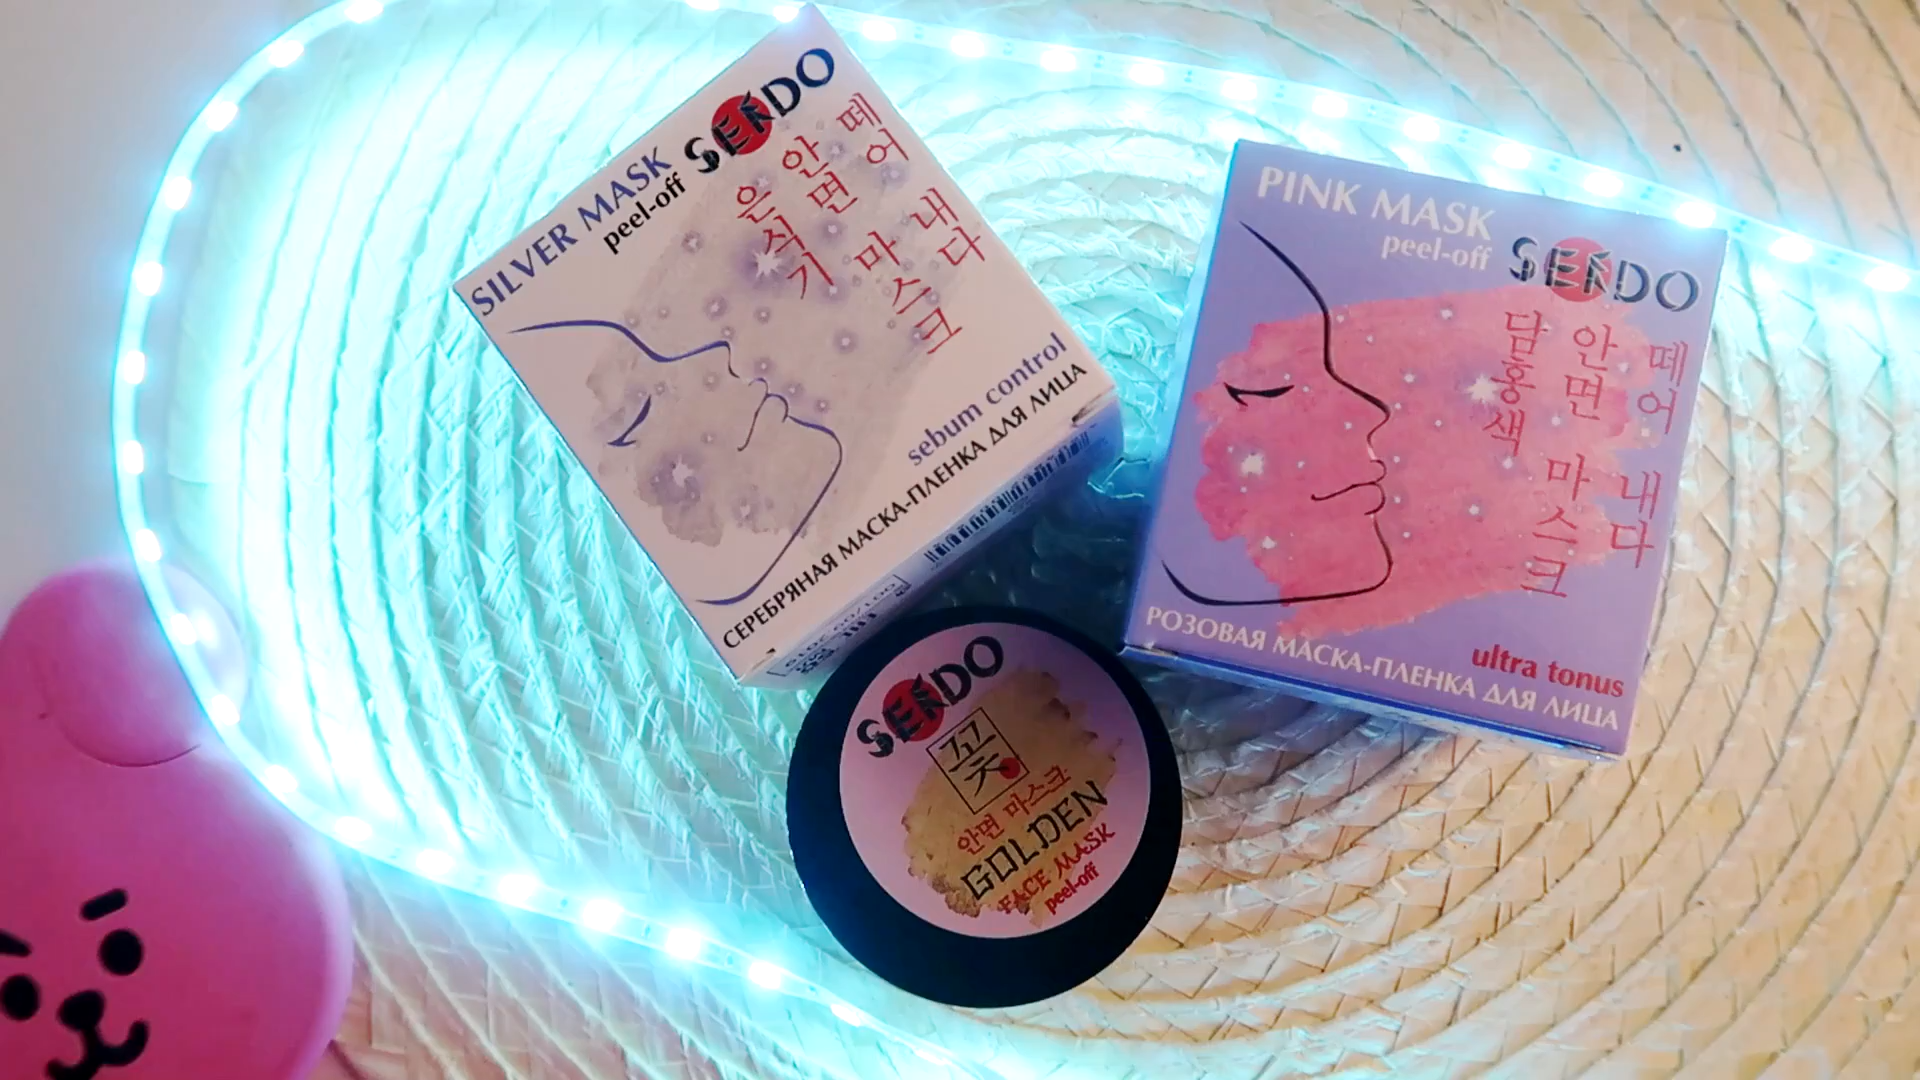 SILVER MASK
peel-off
SENDO
은식기
안면 마스크
떼어 내다
sebum control
СЕРЕБРЯНАЯ МАСКА-ПЛЕНКА ДЛЯ ЛИЦА
PINK MASK
peel-off
SENDO
담홍색
안면 마스크
떼어 내다
ultra tonus
РОЗОВАЯ МАСКА-ПЛЕНКА ДЛЯ ЛИЦА
SENDO
꽃
안면 마스크
GOLDEN
FACE MASK
peel-off